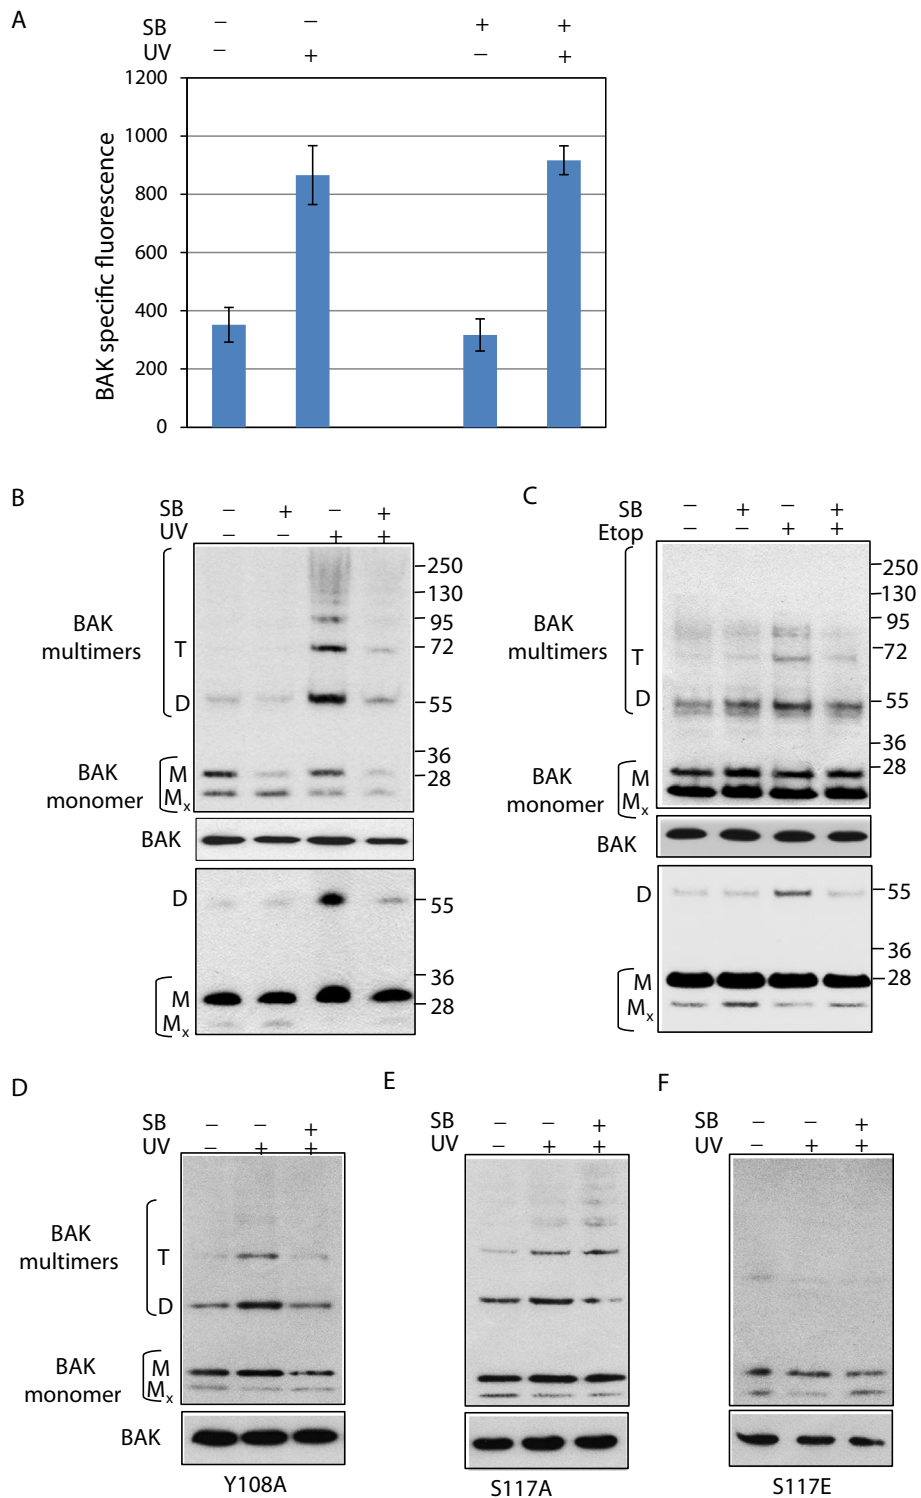 A
SB – – + +
UV – + – +
BAK specific fluorescence
1200
1000
800
600
400
200
0
B
SB – + – +
UV – – + +
BAK multimers
T
D
BAK monomer
M
Mx
250
130
95
72
55
36
28
BAK
D
M
Mx
55
36
28
C
SB – + – +
Etop – – + +
BAK multimers
T
D
BAK monomer
M
Mx
250
130
95
72
55
36
28
BAK
D
M
Mx
55
36
28
D
SB – – +
UV – + +
BAK multimers
T
D
BAK monomer
M
Mx
BAK
Y108A
E
SB – – +
UV – + +
S117A
F
SB – – +
UV – + +
S117E